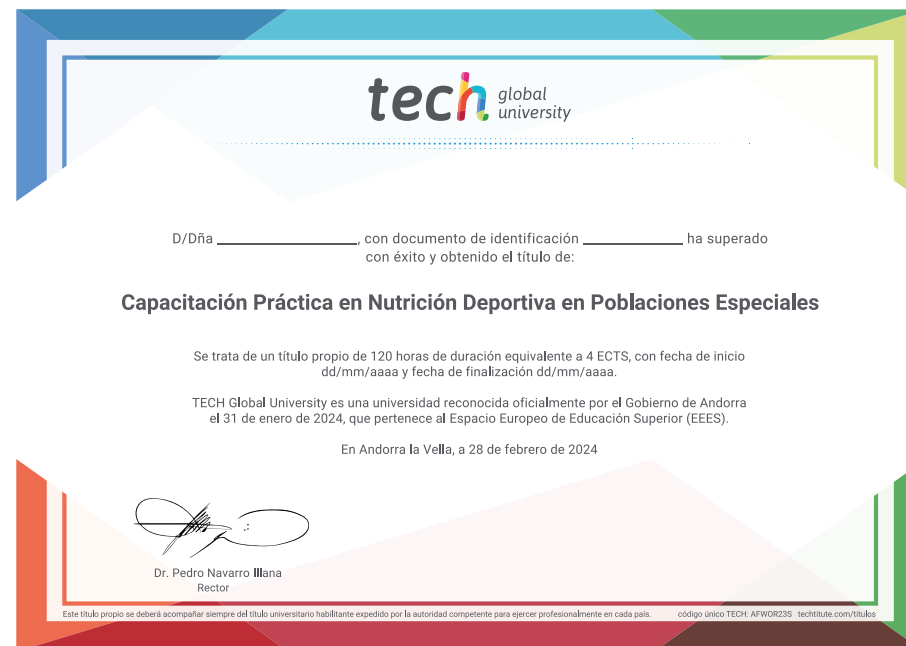 tech global university
D/Dña ____________________, con documento de identificación ______________ ha superado
con éxito y obtenido el título de:
Capacitación Práctica en Nutrición Deportiva en Poblaciones Especiales
Se trata de un título propio de 120 horas de duración equivalente a 4 ECTS, con fecha de inicio
dd/mm/aaaa y fecha de finalización dd/mm/aaaa.
TECH Global University es una universidad reconocida oficialmente por el Gobierno de Andorra
el 31 de enero de 2024, que pertenece al Espacio Europeo de Educación Superior (EEES).
En Andorra la Vella, a 28 de febrero de 2024
Dr. Pedro Navarro Illana
Rector
Este título propio se deberá acompañar siempre del título universitario habilitante expedido por la autoridad competente para ejercer profesionalmente en cada país. código único TECH: AFWOR23S techtitute.com/titulos